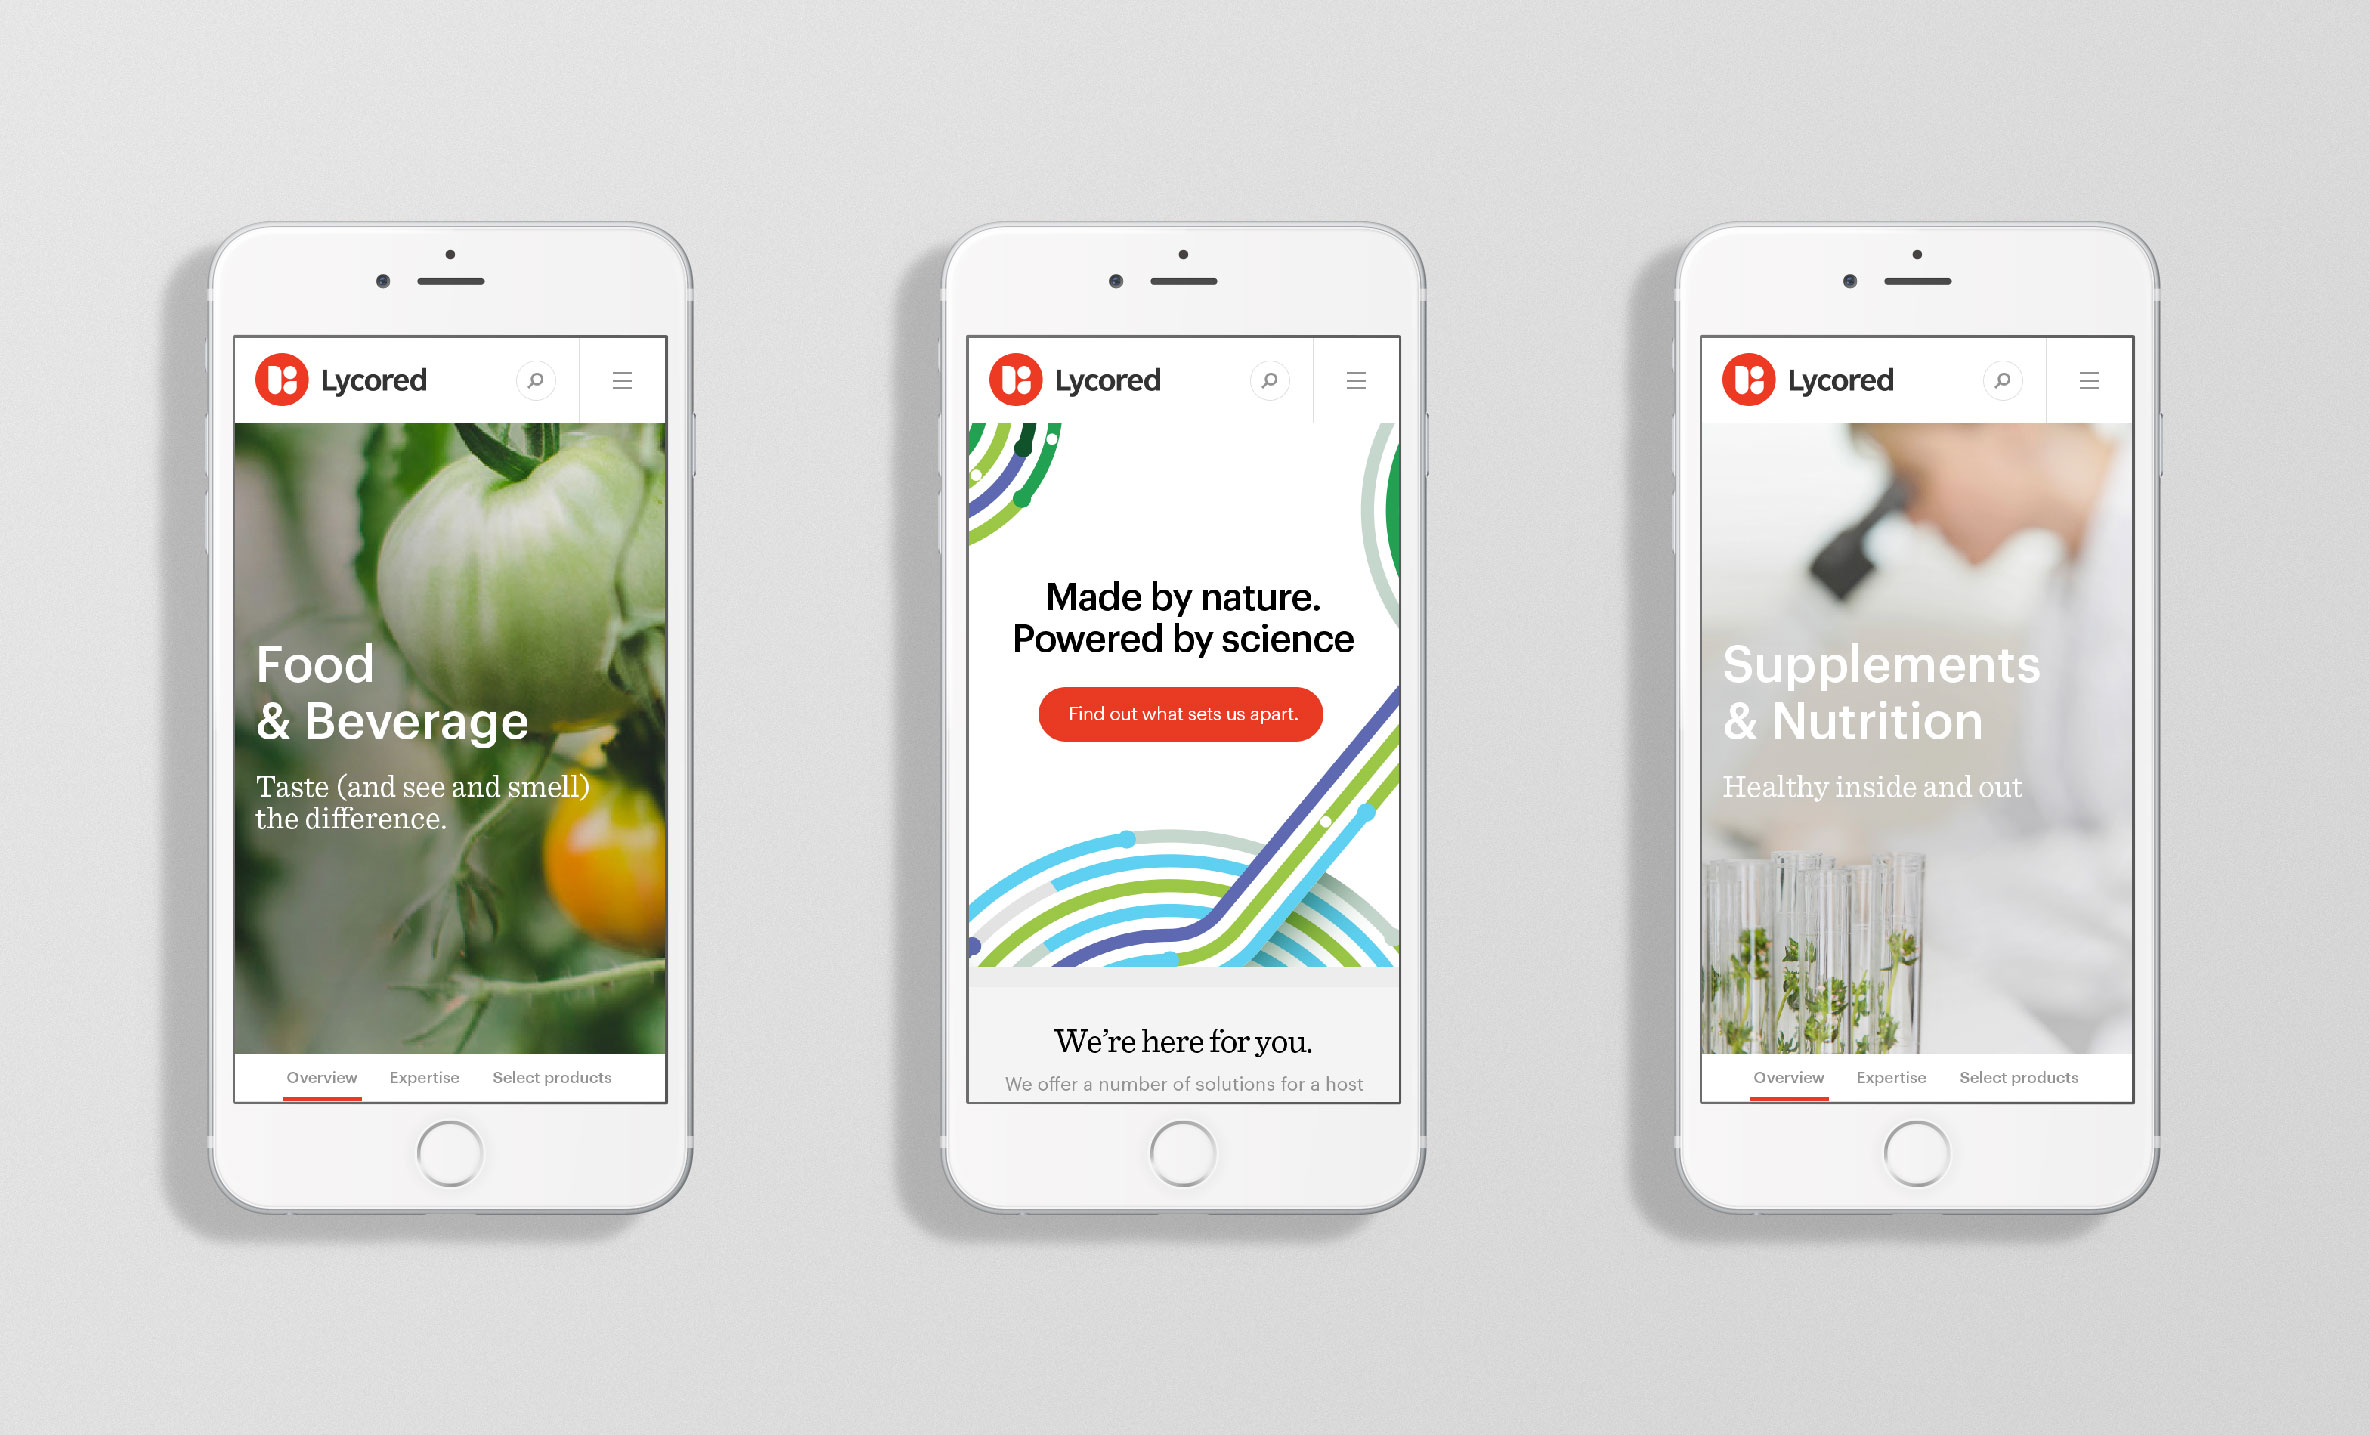 Lycored
Food
& Beverage
Taste (and see and smell)
the difference.
Overview Expertise Select products
Lycored
Made by nature.
Powered by science
Find out what sets us apart.
We’re here for you.
We offer a number of solutions for a host
Lycored
Supplements
& Nutrition
Healthy inside and out
Overview Expertise Select products